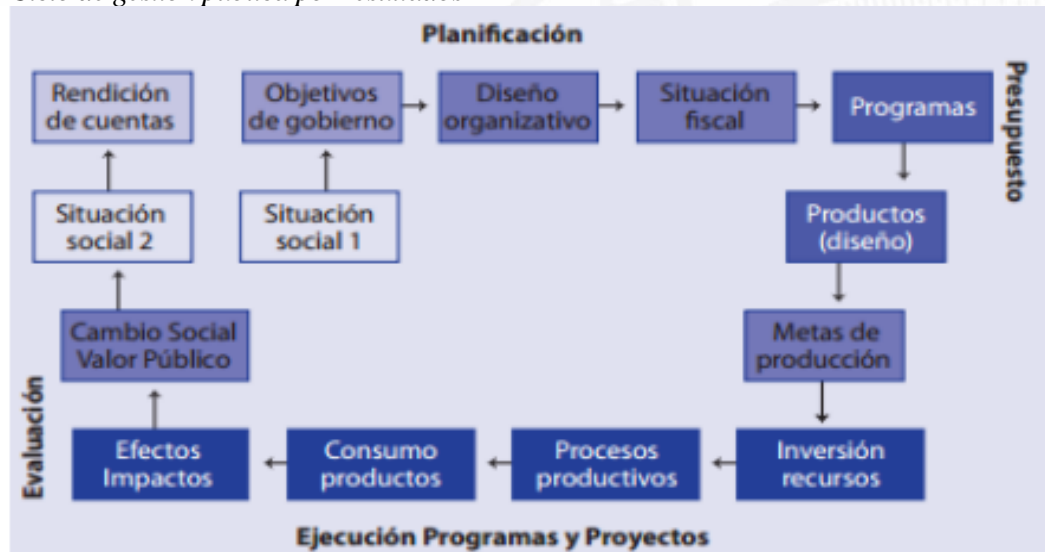 Planificación
Rendición
de cuentas
Objetivos
de gobierno
Diseño
organizativo
Situación
fiscal
Programas
Presupuesto
Situación
social 2
Situación
social 1
Productos
(diseño)
Cambio Social
Valor Público
Metas de
producción
Evaluación
Efectos
Impactos
Consumo
productos
Procesos
productivos
Inversión
recursos
Ejecución Programas y Proyectos